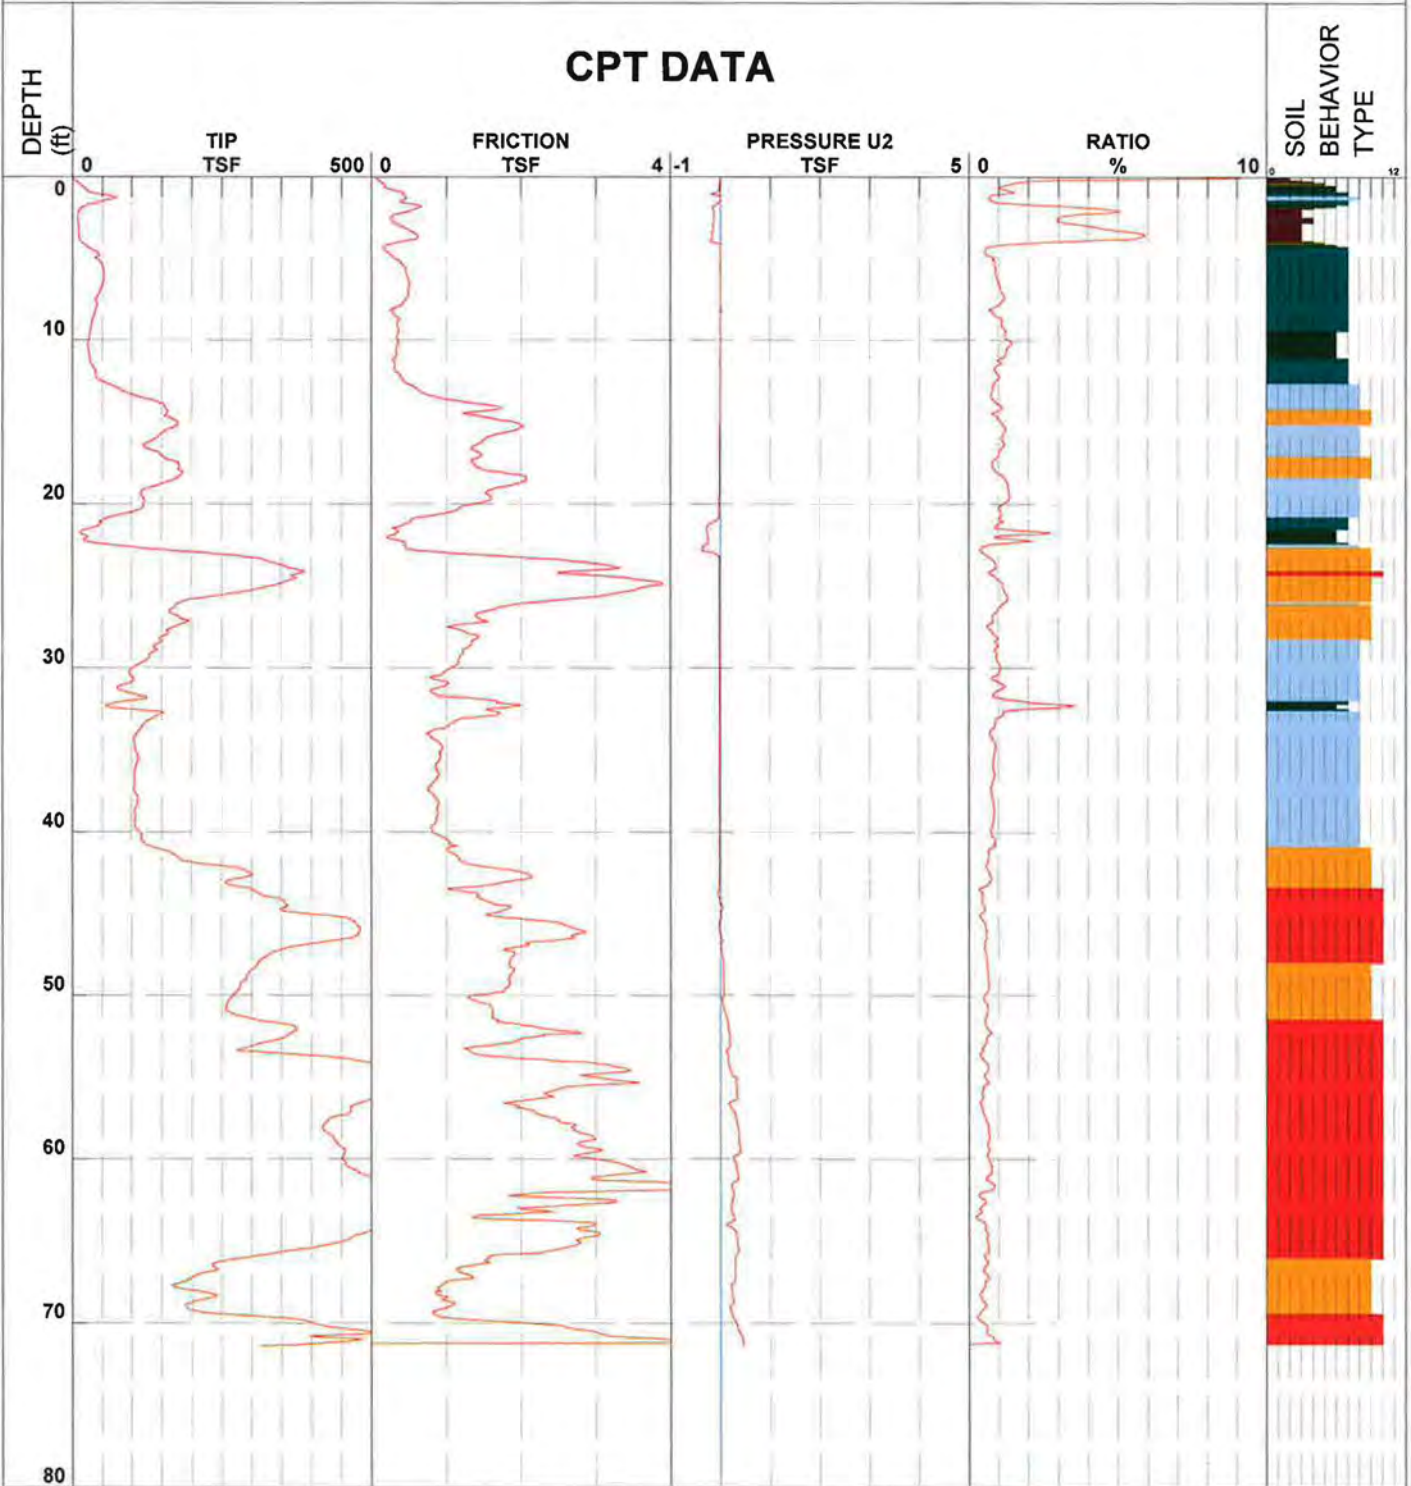 CPT DATA
DEPTH
(ft)
TIP
0 TSF 500
FRICTION
0 TSF 4
PRESSURE U2
-1 TSF 5
RATIO
0 % 10
SOIL
BEHAVIOR
TYPE
0 12
0
10
20
30
40
50
60
70
80